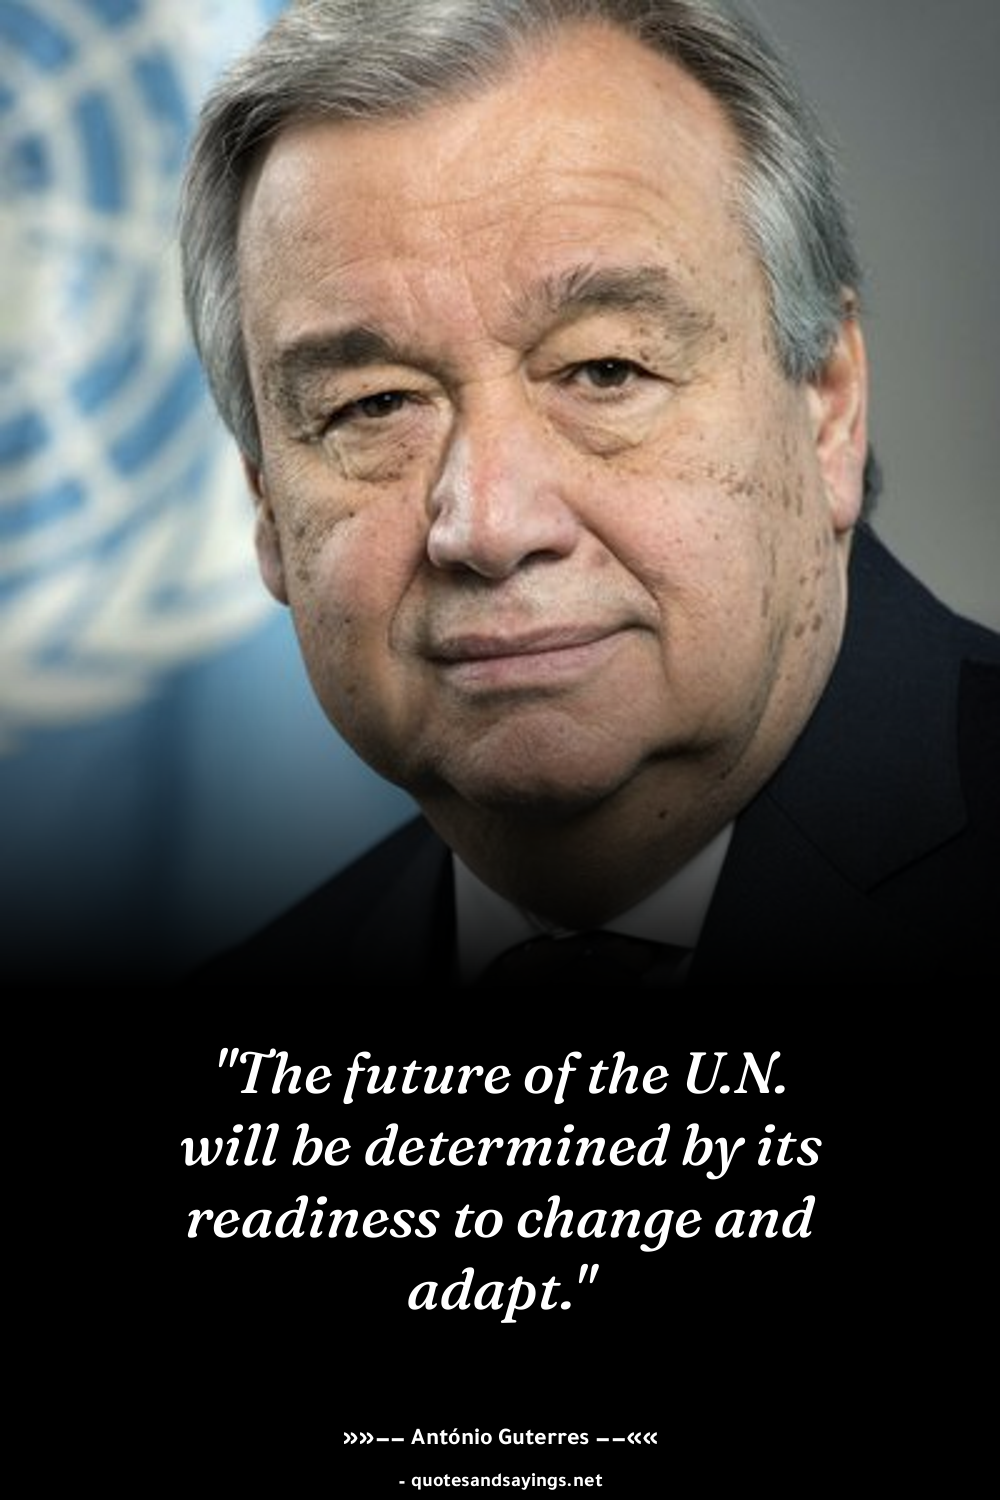 "The future of the U.N.
will be determined by its
readiness to change and
adapt."
»»−− António Guterres −−««
- quotesandsayings.net